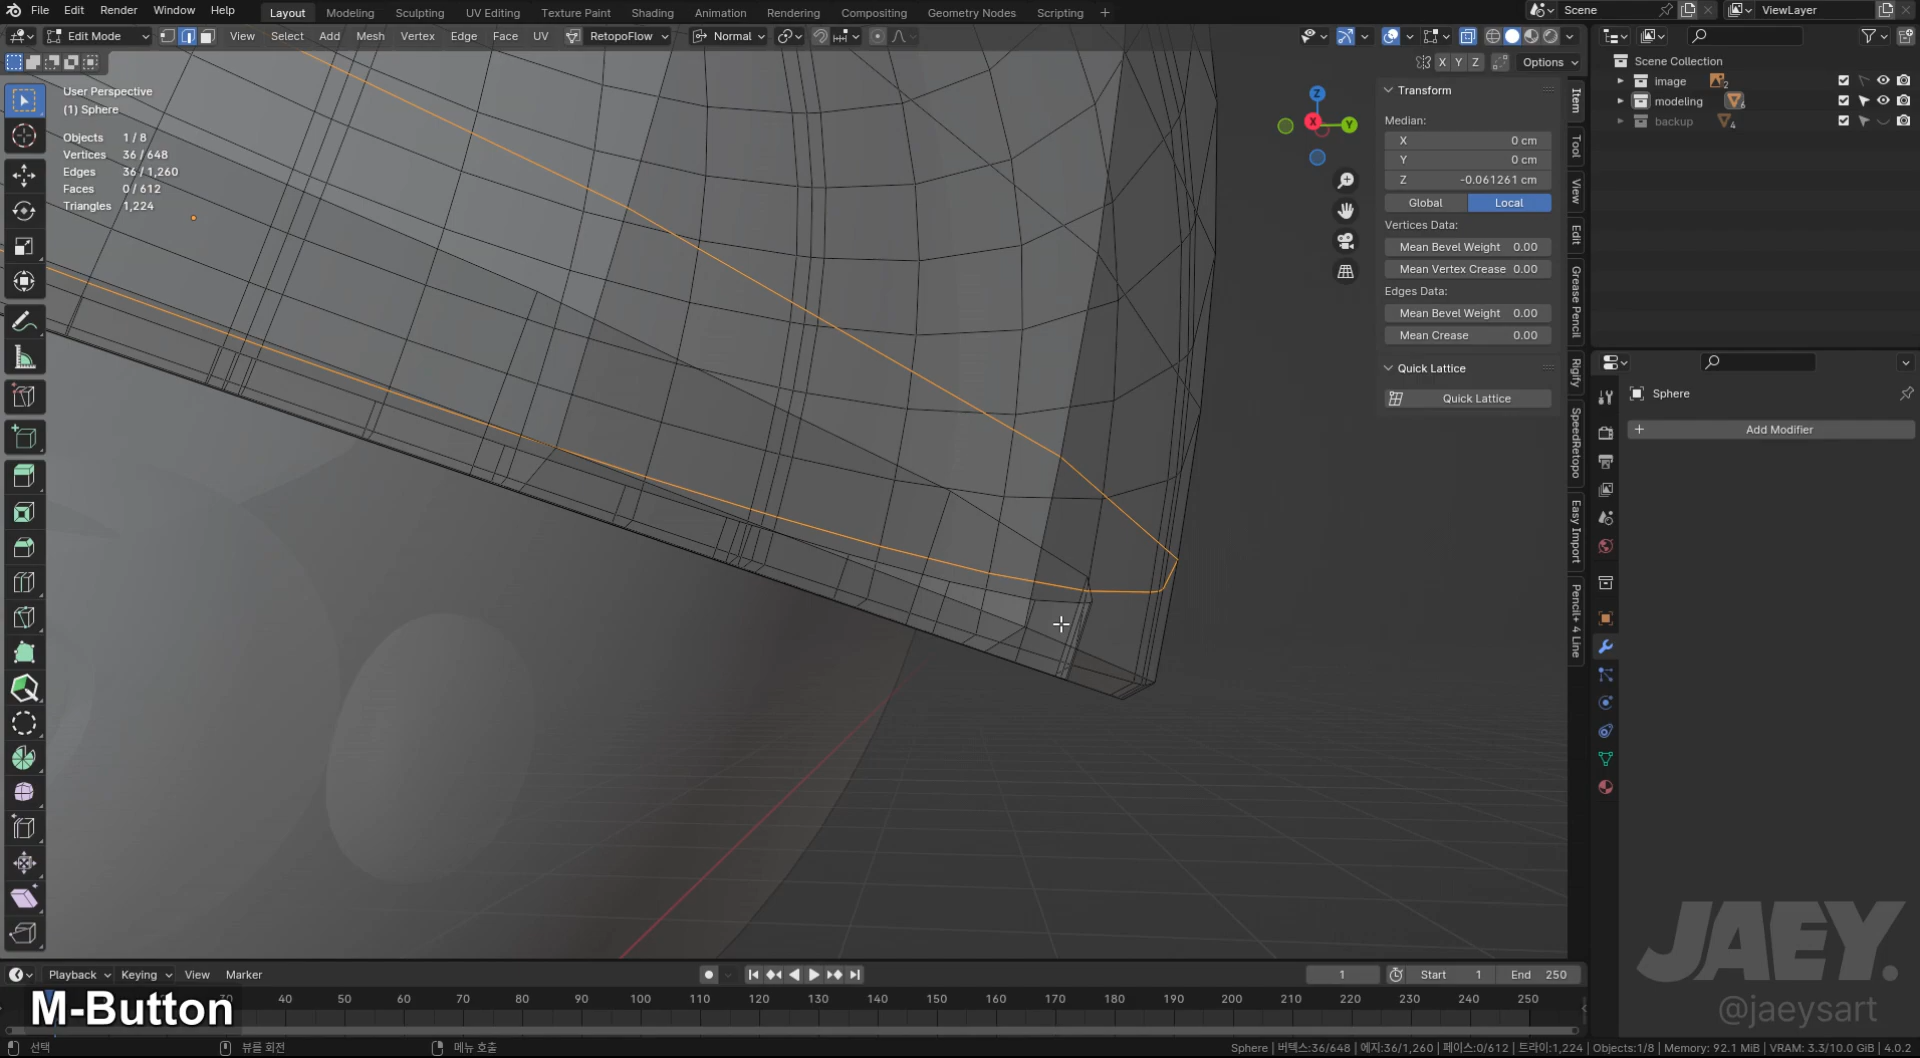 File Edit Render Window Help Layout Modeling Sculpting UV Editing Texture Paint Shading Animation Rendering Compositing Geometry Nodes Scripting +
Scene ViewLayer
Edit Mode View Select Add Mesh Vertex Edge Face UV RetopoFlow Normal
X Y Z Options
User Perspective
(1) Sphere
Objects 1 / 8
Vertices 36 / 648
Edges 36 / 1,260
Faces 0 / 612
Triangles 1,224
Z
X
Y
Transform
Median:
X 0 cm
Y 0 cm
Z -0.061261 cm
Global Local
Vertices Data:
Mean Bevel Weight 0.00
Mean Vertex Crease 0.00
Edges Data:
Mean Bevel Weight 0.00
Mean Crease 0.00
Quick Lattice
Quick Lattice
Item
Tool
View
Edit
Grease Pencil
Rigify
SpeedRetopo
Easy Import
Pencil+ 4 Line
Scene Collection
image 2
modeling 6
backup 4
Sphere
+ Add Modifier
JAEY.
@jaeysart
Playback Keying View Marker
1 Start 1 End 250
30 40 50 60 70 80 90 100 110 120 130 140 150 160 170 180 190 200 210 220 230 240 250
M-Button
선택 뷰를 회전 메뉴 호출
Sphere | 버텍스:36/648 | 에지:36/1,260 | 페이스:0/612 | 트라이:1,224 | Objects:1/8 | Memory: 92.1 MiB | VRAM: 3.3/10.0 GiB | 4.0.2